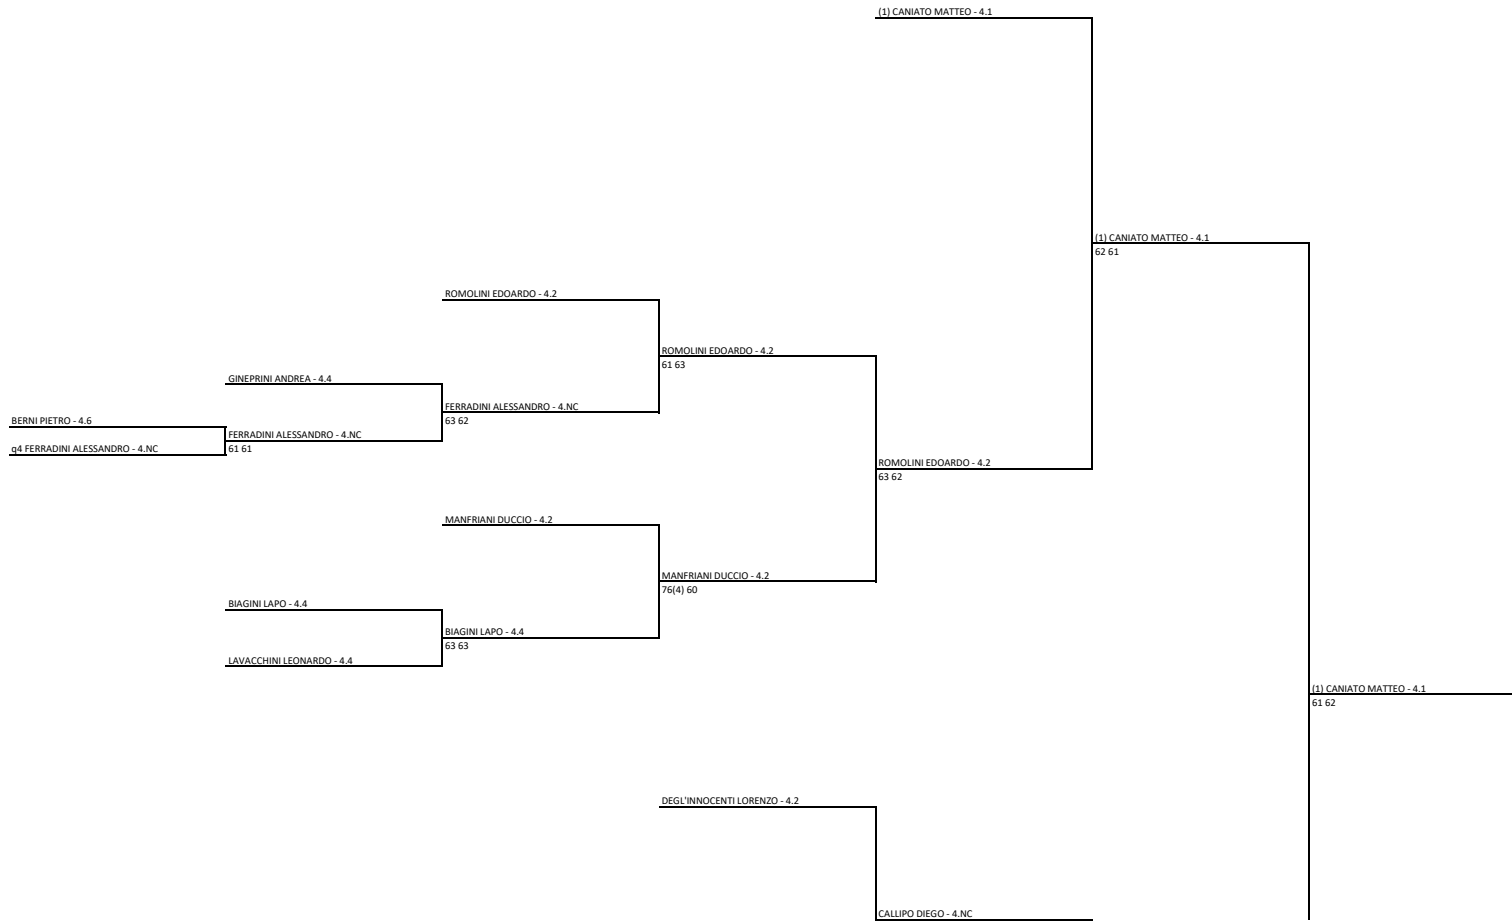 (1) CANIATO MATTEO - 4.1
(1) CANIATO MATTEO - 4.1
62 61
ROMOLINI EDOARDO - 4.2
ROMOLINI EDOARDO - 4.2
61 63
GINEPRINI ANDREA - 4.4
FERRADINI ALESSANDRO - 4.NC
63 62
BERNI PIETRO - 4.6
FERRADINI ALESSANDRO - 4.NC
61 61
q4 FERRADINI ALESSANDRO - 4.NC
ROMOLINI EDOARDO - 4.2
63 62
MANFRIANI DUCCIO - 4.2
MANFRIANI DUCCIO - 4.2
76(4) 60
BIAGINI LAPO - 4.4
BIAGINI LAPO - 4.4
63 63
LAVACCHINI LEONARDO - 4.4
(1) CANIATO MATTEO - 4.1
61 62
DEGL'INNOCENTI LORENZO - 4.2
CALLIPO DIEGO - 4.NC